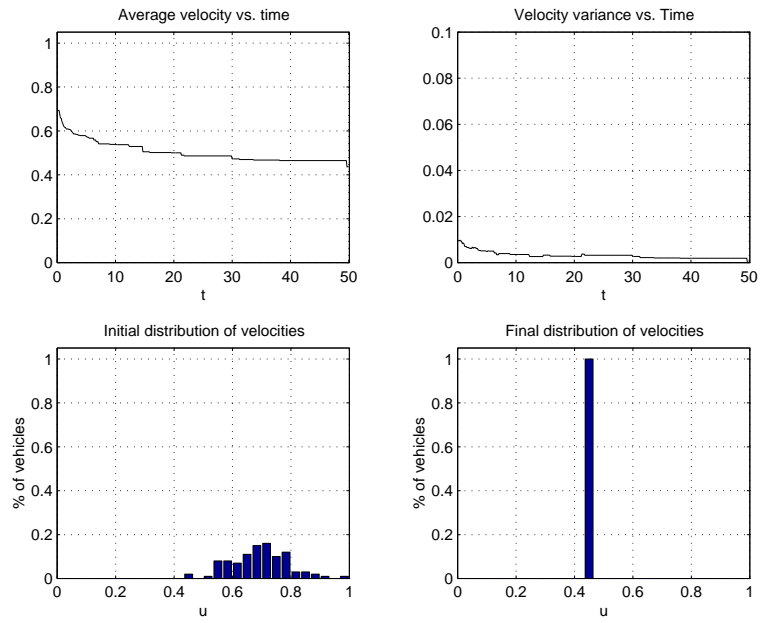 Average velocity vs. time
1
0.8
0.6
0.4
0.2
0
0 10 20 30 40 50
t
Velocity variance vs. Time
0.1
0.08
0.06
0.04
0.02
0
0 10 20 30 40 50
t
Initial distribution of velocities
% of vehicles
1
0.8
0.6
0.4
0.2
0
0 0.2 0.4 0.6 0.8 1
u
Final distribution of velocities
% of vehicles
1
0.8
0.6
0.4
0.2
0
0 0.2 0.4 0.6 0.8 1
u